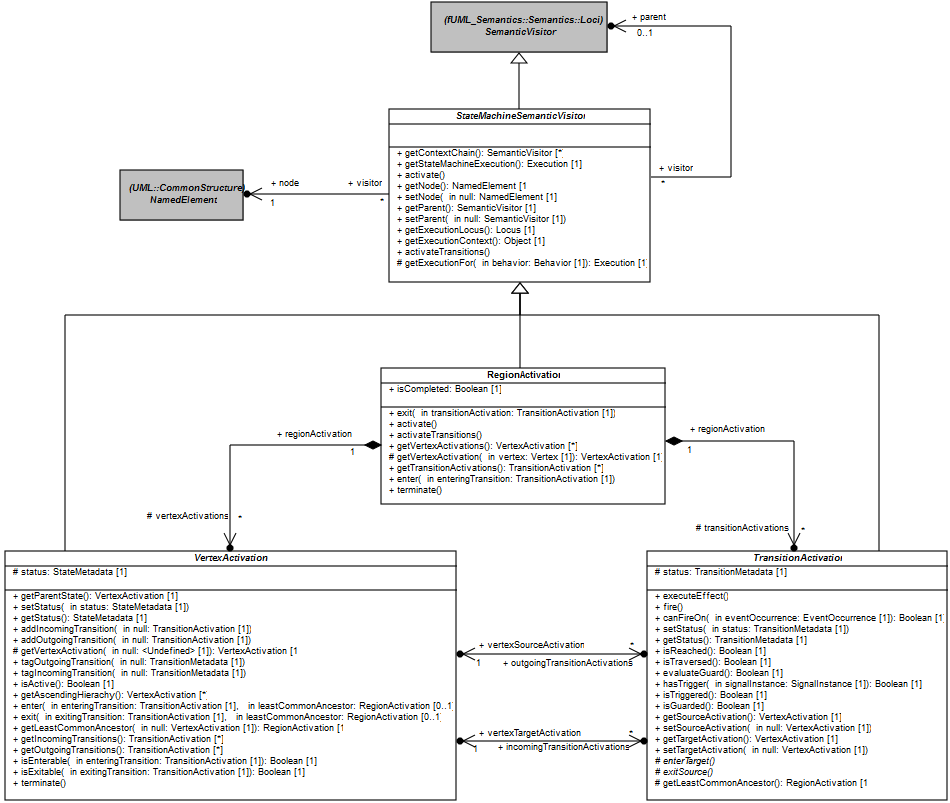 (fUML_Semantics::Semantics::Loci)
SemanticVisitor
+ parent
0..1
StateMachineSemanticVisitor
+ getContextChain(): SemanticVisitor [*
+ getStateMachineExecution(): Execution [1]
+ activate()
+ getNode(): NamedElement [1
+ setNode( in null: NamedElement [1]
+ getParent(): SemanticVisitor [1]
+ setParent( in null: SemanticVisitor [1])
+ getExecutionLocus(): Locus [1]
+ getExecutionContext(): Object [1]
+ activateTransitions()
# getExecutionFor( in behavior: Behavior [1]): Execution [1]
+ visitor
*
(UML::CommonStructure)
NamedElement
+ node
1
+ visitor
*
RegionActivation
+ isCompleted: Boolean [1]
+ exit( in transitionActivation: TransitionActivation [1])
+ activate()
+ activateTransitions()
+ getVertexActivations(): VertexActivation [*]
# getVertexActivation( in vertex: Vertex [1]): VertexActivation [1]
+ getTransitionActivations(): TransitionActivation [*]
+ enter( in enteringTransition: TransitionActivation [1])
+ terminate()
+ regionActivation
1
# vertexActivations
*
+ regionActivation
1
# transitionActivations
*
VertexActivation
# status: StateMetadata [1]
+ getParentState(): VertexActivation [1]
+ setStatus( in status: StateMetadata [1])
+ getStatus(): StateMetadata [1]
+ addIncomingTransition( in null: TransitionActivation [1])
+ addOutgoingTransition( in null: TransitionActivation [1])
# getVertexActivation( in null: <Undefined> [1]): VertexActivation [1
+ tagOutgoingTransition( in null: TransitionMetadata [1])
+ tagIncomingTransition( in null: TransitionMetadata [1])
+ isActive(): Boolean [1]
+ getAscendingHierachy(): VertexActivation [*
+ enter( in enteringTransition: TransitionActivation [1], in leastCommonAncestor: RegionActivation [0..1
+ exit( in exitingTransition: TransitionActivation [1], in leastCommonAncestor: RegionActivation [0..1]
+ getLeastCommonAncestor( in null: VertexActivation [1]): RegionActivation [1]
+ getIncomingTransitions(): TransitionActivation [*]
+ getOutgoingTransitions(): TransitionActivation [*]
+ isEnterable( in enteringTransition: TransitionActivation [1]): Boolean [1]
+ isExitable( in exitingTransition: TransitionActivation [1]): Boolean [1]
+ terminate()
+ vertexSourceActivation
*
1
+ outgoingTransitionActivations
+ vertexTargetActivation
*
1
+ incomingTransitionActivations
TransitionActivation
# status: TransitionMetadata [1]
+ executeEffect()
+ fire()
+ canFireOn( in eventOccurrence: EventOccurrence [1]): Boolean [1
+ setStatus( in status: TransitionMetadata [1])
+ getStatus(): TransitionMetadata [1]
+ isReached(): Boolean [1]
+ isTraversed(): Boolean [1]
+ evaluateGuard(): Boolean [1]
+ hasTrigger( in signalInstance: SignalInstance [1]): Boolean [1]
+ isTriggered(): Boolean [1]
+ isGuarded(): Boolean [1]
+ getSourceActivation(): VertexActivation [1]
+ setSourceActivation( in null: VertexActivation [1])
+ getTargetActivation(): VertexActivation [1]
+ setTargetActivation( in null: VertexActivation [1])
# enterTarget()
# exitSource()
# getLeastCommonAncestor(): RegionActivation [1